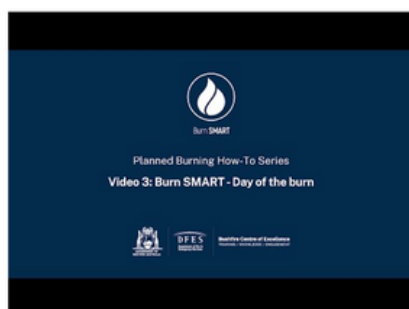 Burn SMART
Planned Burning How-To Series
Video 3: Burn SMART - Day of the burn
DFES
Bushfire Centre of Excellence